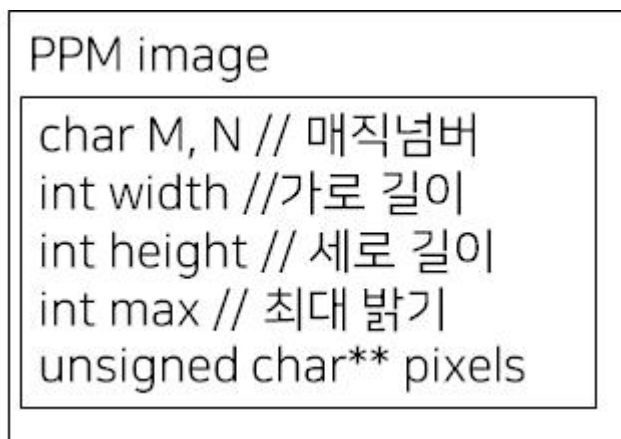 PPM image
char M, N // 매직넘버
int width //가로 길이
int height // 세로 길이
int max // 최대 밝기
unsigned char** pixels